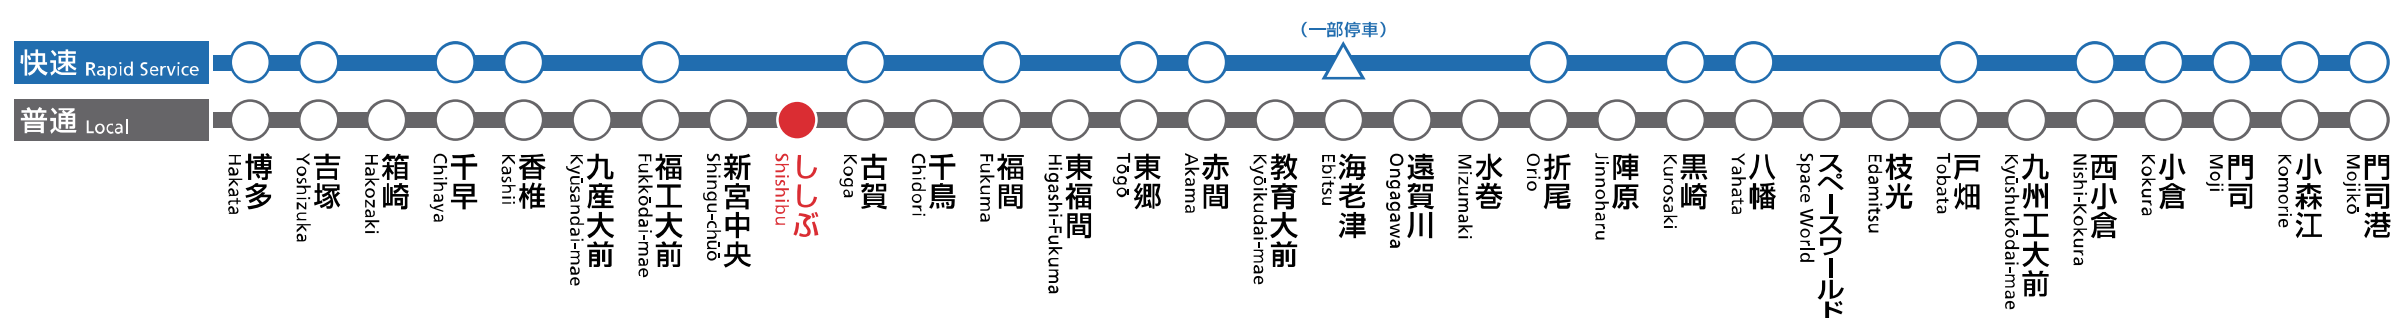 （一部停車）
快速 Rapid Service
普通 Local
博多
Hakata
吉塚
Yoshizuka
箱崎
Hakozaki
千早
Chihaya
香椎
Kashii
九産大前
Kyūsandai-mae
福工大前
Fukkōdai-mae
新宮中央
Shingu-chūo
ししぶ
Shishibu
古賀
Koga
千鳥
Chidori
福間
Fukuma
東福間
Higashi-Fukuma
東郷
Tōgō
赤間
Akama
教育大前
Kyōikudai-mae
海老津
Ebitsu
遠賀川
Ongagawa
水巻
Mizumaki
折尾
Orio
陣原
Jinnoharu
黒崎
Kurosaki
八幡
Yahata
スペースワールド
Space World
枝光
Edamitsu
戸畑
Tobata
九州工大前
Kyūshukōdai-mae
西小倉
Nishi-Kokura
小倉
Kokura
門司
Moji
小森江
Komorie
門司港
Mojikō